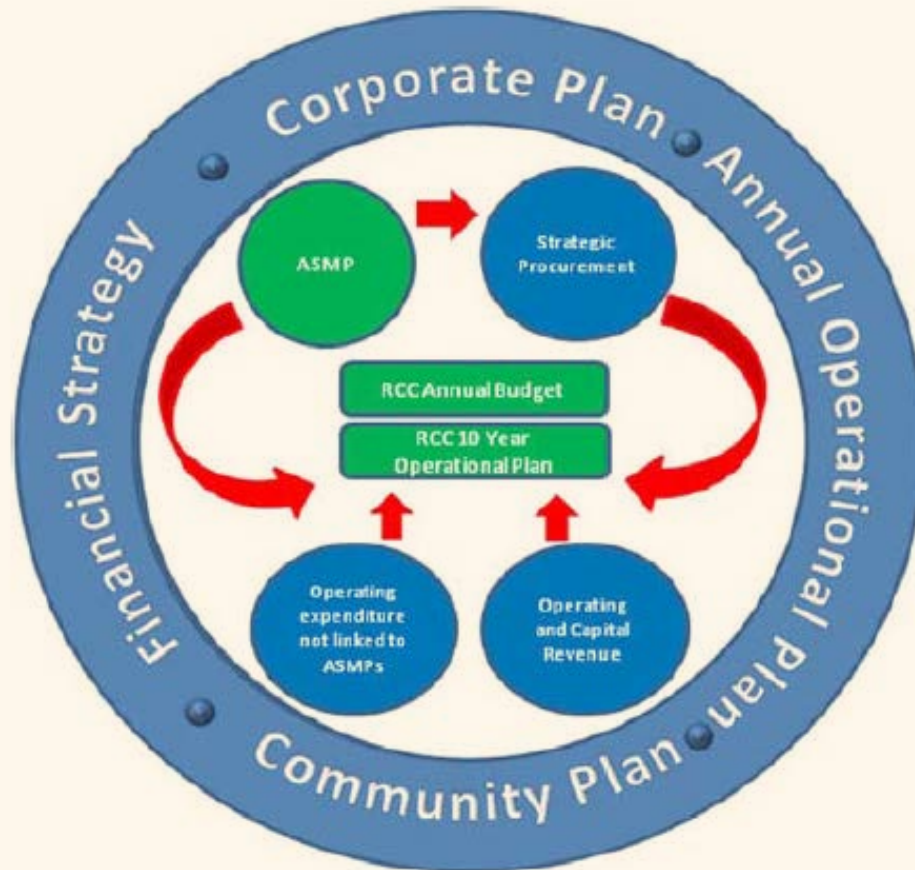 Corporate Plan
Annual Operational Plan
Community Plan
Financial Strategy
ASMP
Strategic
Procurement
RCC Annual Budget
RCC 10 Year
Operational Plan
Operating
expenditure
not linked to
ASMPs
Operating
and Capital
Revenue